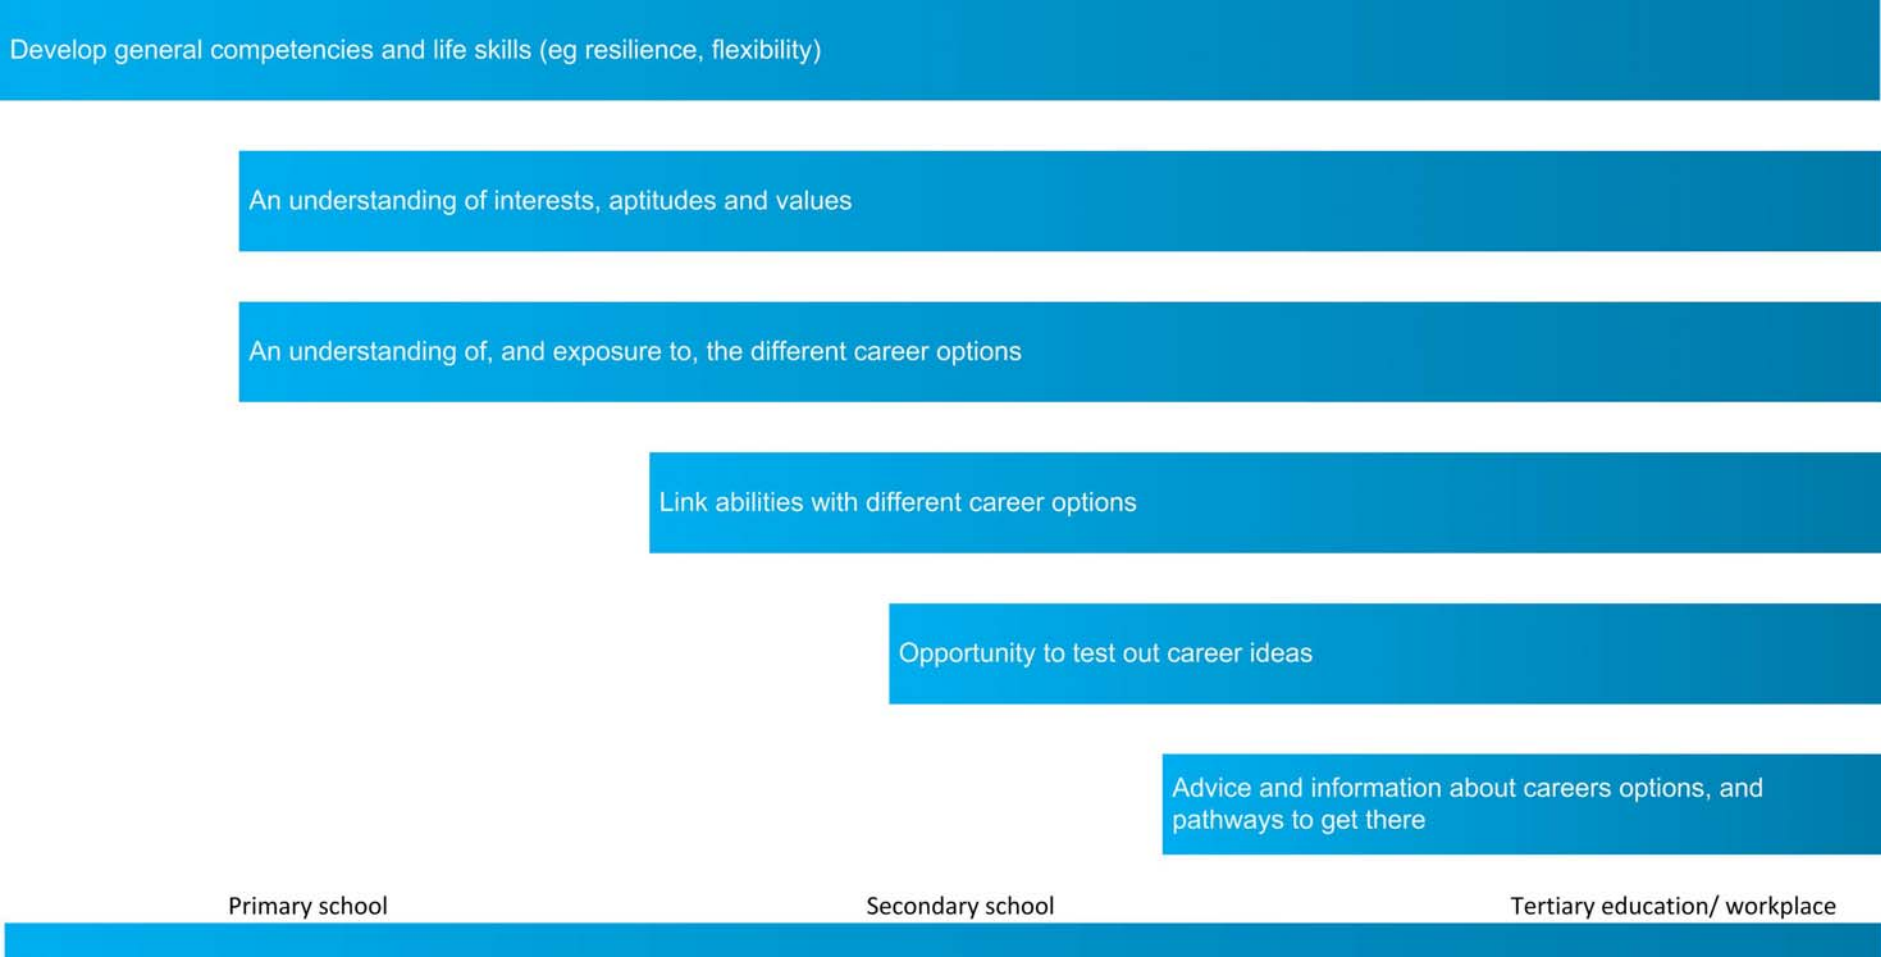 Develop general competencies and life skills (eg resilience, flexibility)
An understanding of interests, aptitudes and values
An understanding of, and exposure to, the different career options
Link abilities with different career options
Opportunity to test out career ideas
Advice and information about careers options, and
pathways to get there
Primary school
Secondary school
Tertiary education/ workplace